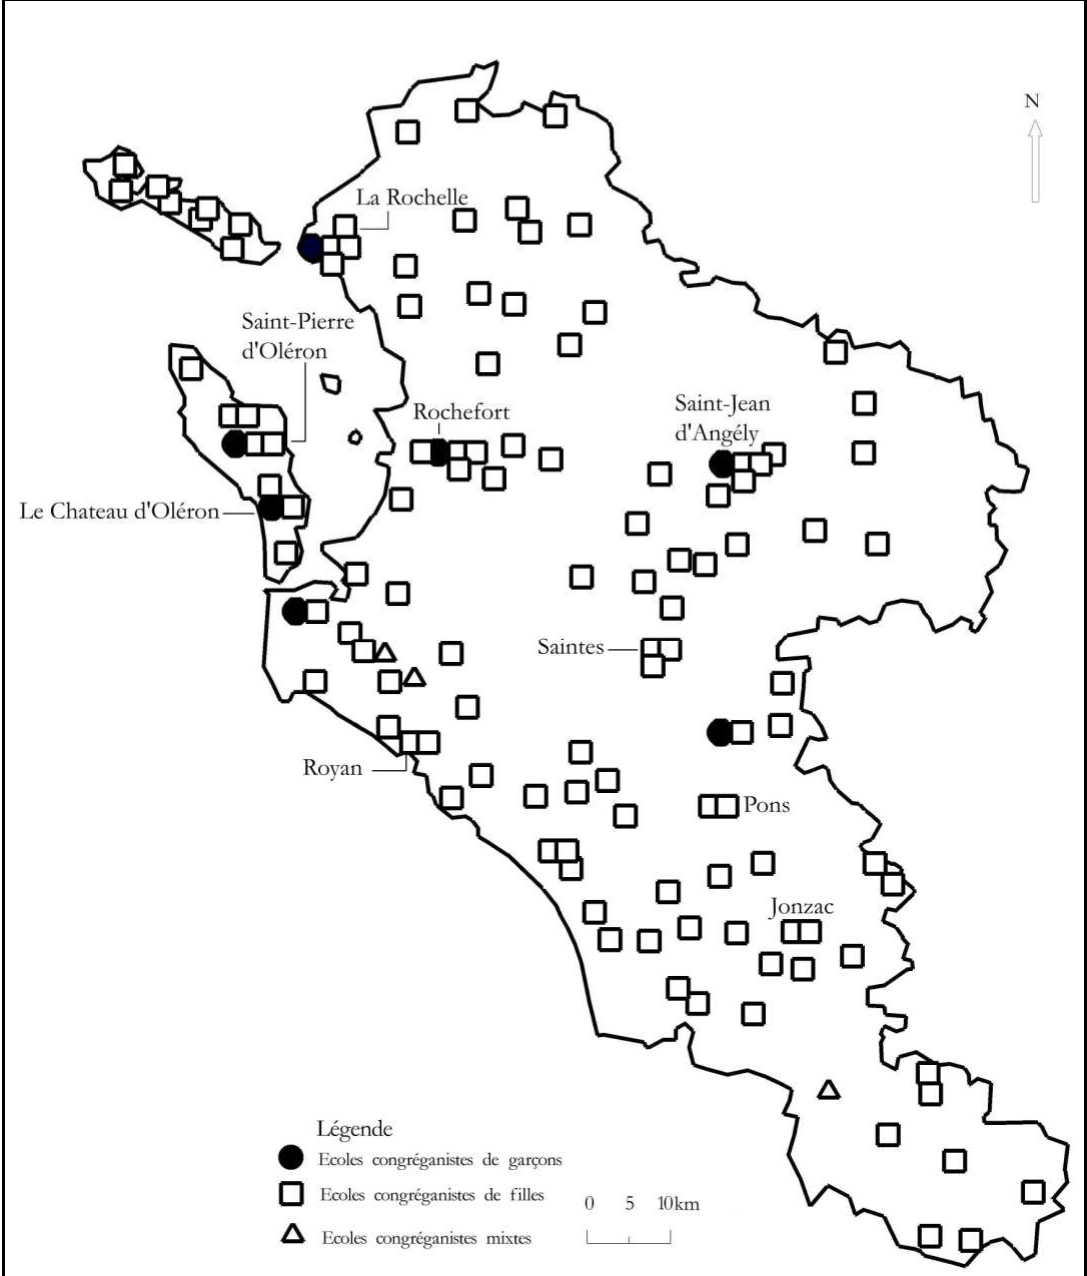 N
La Rochelle
Saint-Pierre
d'Oléron
Rochefort
Saint-Jean
d'Angély
Le Chateau d'Oléron
Saintes
Royan
Pons
Jonzac
Légende
Ecoles congréganistes de garçons
Ecoles congréganistes de filles
Ecoles congréganistes mixtes
0 5 10km